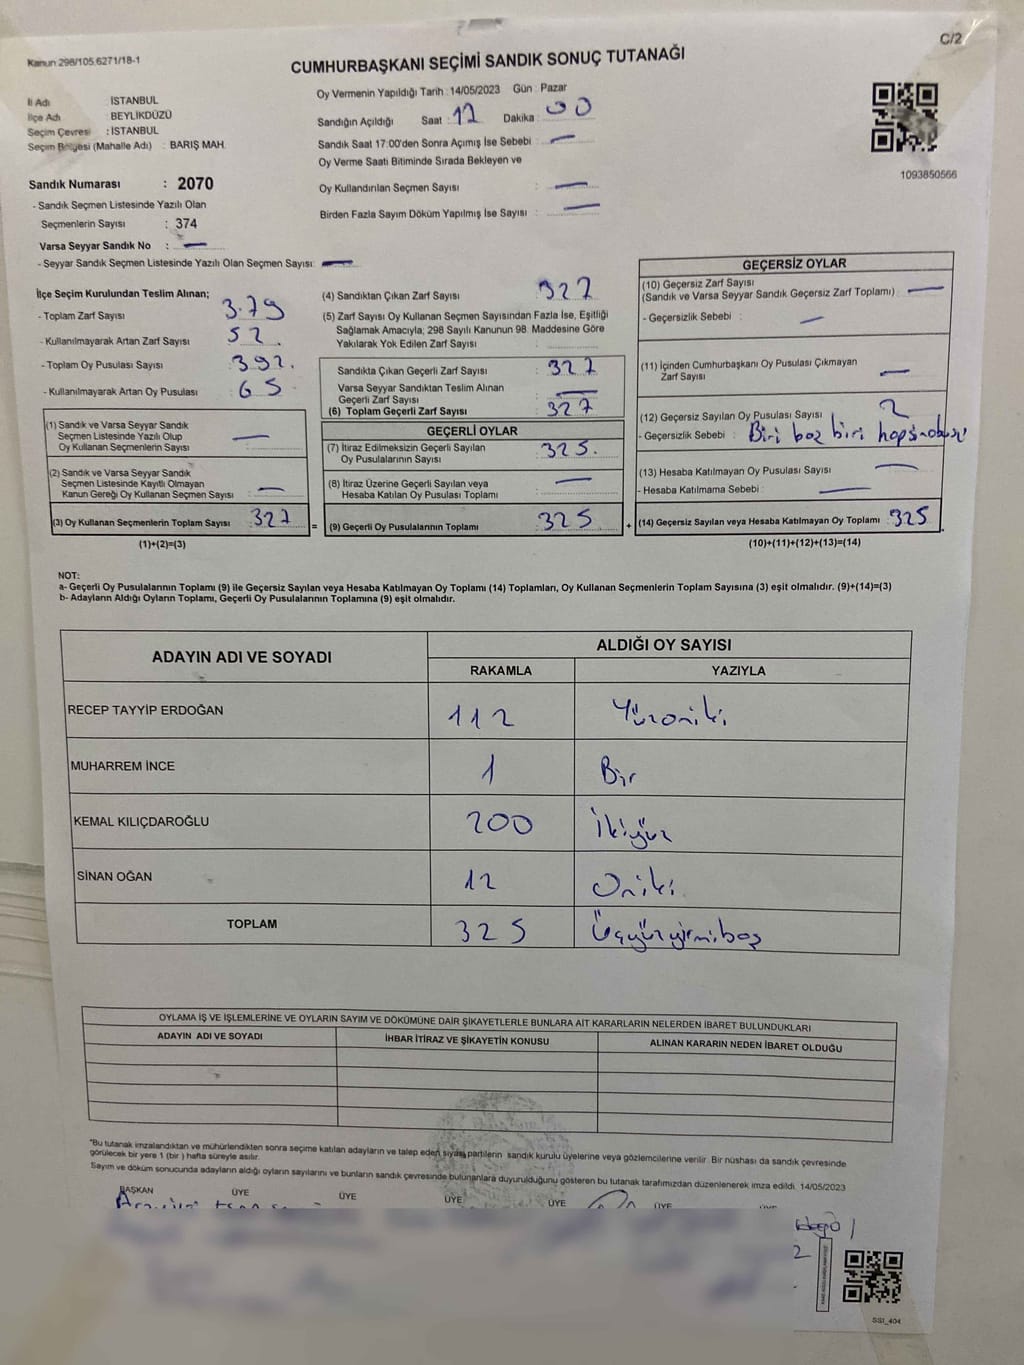 C/2
Kanun 298/105.6271/18-1
CUMHURBAŞKANI SEÇİMİ SANDIK SONUÇ TUTANAĞI
İl Adı : İSTANBUL
İlçe Adı : BEYLİKDÜZÜ
Seçim Çevresi : İSTANBUL
Seçim Bölgesi (Mahalle Adı) : BARIŞ MAH.
Sandık Numarası : 2070
- Sandık Seçmen Listesinde Yazılı Olan
Seçmenlerin Sayısı : 374
Varsa Seyyar Sandık No : —
- Seyyar Sandık Seçmen Listesinde Yazılı Olan Seçmen Sayısı: —
Oy Vermenin Yapıldığı Tarih : 14/05/2023 Gün : Pazar
Sandığın Açıldığı Saat : 17 Dakika : 00
Sandık Saat 17:00'den Sonra Açımış İse Sebebi : —
Oy Verme Saati Bitiminde Sırada Bekleyen ve
Oy Kullandırılan Seçmen Sayısı : —
Birden Fazla Sayım Döküm Yapılmış İse Sayısı : —
1093850566
İlçe Seçim Kurulundan Teslim Alınan;
- Toplam Zarf Sayısı : 379
- Kullanılmayarak Artan Zarf Sayısı : 52
- Toplam Oy Pusulası Sayısı : 392.
- Kullanılmayarak Artan Oy Pusulası : 65
(1) Sandık ve Varsa Seyyar Sandık
Seçmen Listesinde Yazılı Olup
Oy Kullanan Seçmenlerin Sayısı : —
(2) Sandık ve Varsa Seyyar Sandık
Seçmen Listesinde Kayıtlı Olmayan
Kanun Gereği Oy Kullanan Seçmen Sayısı : —
(3) Oy Kullanan Seçmenlerin Toplam Sayısı : 327
(1)+(2)=(3)
=
(4) Sandıktan Çıkan Zarf Sayısı : 327
(5) Zarf Sayısı Oy Kullanan Seçmen Sayısından Fazla İse, Eşitliği
Sağlamak Amacıyla; 298 Sayılı Kanunun 98. Maddesine Göre
Yakılarak Yok Edilen Zarf Sayısı :
Sandıkta Çıkan Geçerli Zarf Sayısı : 327
Varsa Seyyar Sandıktan Teslim Alınan
Geçerli Zarf Sayısı : —
(6) Toplam Geçerli Zarf Sayısı : 327
GEÇERLİ OYLAR
(7) İtiraz Edilmeksizin Geçerli Sayılan
Oy Pusulalarının Sayısı : 325.
(8) İtiraz Üzerine Geçerli Sayılan veya
Hesaba Katılan Oy Pusulası Toplamı : —
(9) Geçerli Oy Pusulalarının Toplamı : 325
+
GEÇERSİZ OYLAR
(10) Geçersiz Zarf Sayısı
(Sandık ve Varsa Seyyar Sandık Geçersiz Zarf Toplamı) : —
- Geçersizlik Sebebi : —
(11) İçinden Cumhurbaşkanı Oy Pusulası Çıkmayan
Zarf Sayısı : —
(12) Geçersiz Sayılan Oy Pusulası Sayısı : 2
- Geçersizlik Sebebi : Biri boş biri
(13) Hesaba Katılmayan Oy Pusulası Sayısı : —
- Hesaba Katılmama Sebebi : —
(14) Geçersiz Sayılan veya Hesaba Katılmayan Oy Toplamı : 325
(10)+(11)+(12)+(13)=(14)
NOT:
a- Geçerli Oy Pusulalarının Toplamı (9) ile Geçersiz Sayılan veya Hesaba Katılmayan Oy Toplamı (14) Toplamları, Oy Kullanan Seçmenlerin Toplam Sayısına (3) eşit olmalıdır. (9)+(14)=(3)
b- Adayların Aldığı Oyların Toplamı, Geçerli Oy Pusulalarının Toplamına (9) eşit olmalıdır.
ADAYIN ADI VE SOYADI
ALDIĞI OY SAYISI
RAKAMLA YAZIYLA
RECEP TAYYİP ERDOĞAN 112 Yüzoniki
MUHARREM İNCE 1 Bir
KEMAL KILIÇDAROĞLU 200 İkiyüz
SİNAN OĞAN 12 Oniki
TOPLAM 325 Üçyüzyirmibeş
OYLAMA İŞ VE İŞLEMLERİNE VE OYLARIN SAYIM VE DÖKÜMÜNE DAİR ŞİKAYETLERLE BUNLARA AİT KARARLARIN NELERDEN İBARET BULUNDUKLARI
ADAYIN ADI VE SOYADI İHBAR İTİRAZ VE ŞİKAYETİN KONUSU ALINAN KARARIN NEDEN İBARET OLDUĞU
*Bu tutanak imzalandıktan ve mühürlendikten sonra seçime katılan adayların ve talep eden siyasi partilerin sandık kurulu üyelerine veya gözlemcilerine verilir. Bir nüshası da sandık çevresinde
görülecek bir yere 1 (bir ) hafta süreyle asılır.
Sayım ve döküm sonucunda adayların aldığı oyların sayılarını ve bunların sandık çevresinde bulunanlara duyurulduğunu gösteren bu tutanak tarafımızdan düzenlenerek imza edildi. 14/05/2023
BAŞKAN ÜYE ÜYE ÜYE ÜYE ÜYE
2
SSI_404